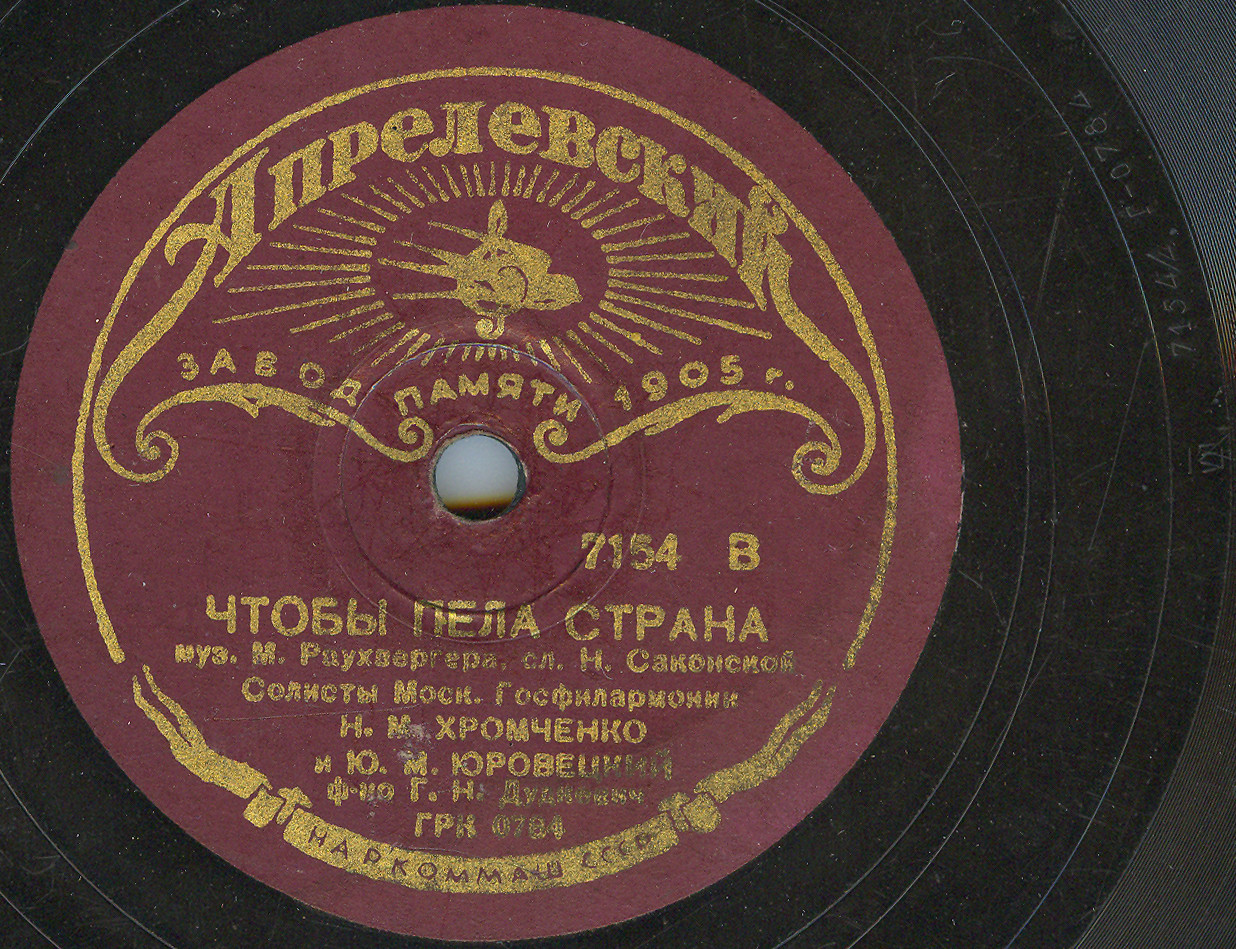 Апрелевский
ЗАВОД ПАМЯТИ 1905 г.
7154 В
ЧТОБЫ ПЕЛА СТРАНА
муз. М. Раухвергера, сл. Н. Саконской
Солисты Моск. Госфилармонии
Н. М. ХРОМЧЕНКО
и Ю. М. ЮРОВЕЦКИЙ
ф-но Г. Н.
ГРК 0784
НАРКОММАШ СССР
Г-0784